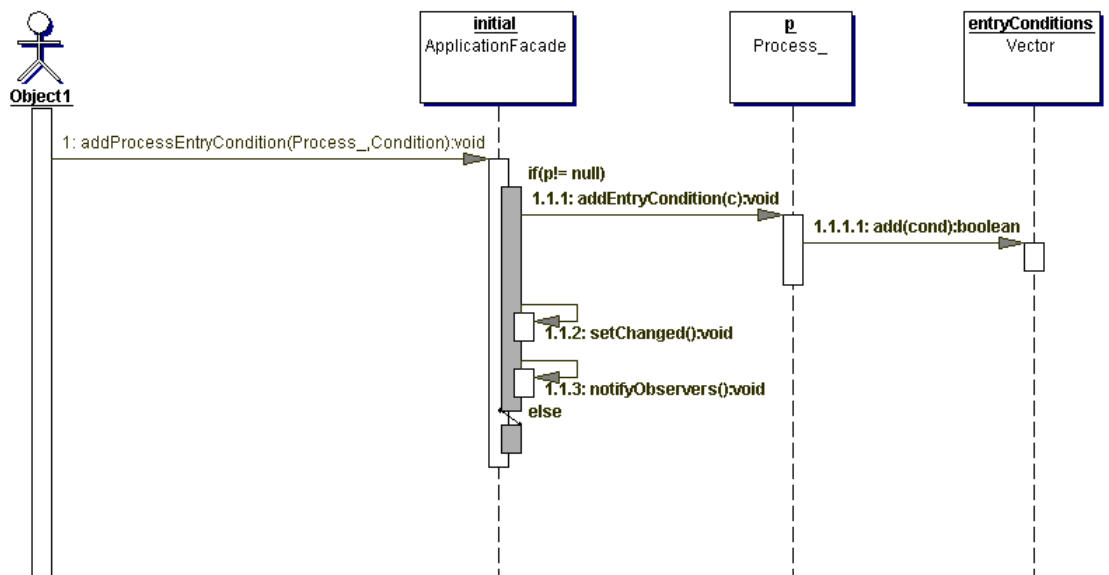 initial
ApplicationFacade
p
Process_
entryConditions
Vector
Object1
1: addProcessEntryCondition(Process_,Condition):void
if(p!= null)
1.1.1: addEntryCondition(c):void
1.1.1.1: add(cond):boolean
1.1.2: setChanged():void
1.1.3: notifyObservers():void
else